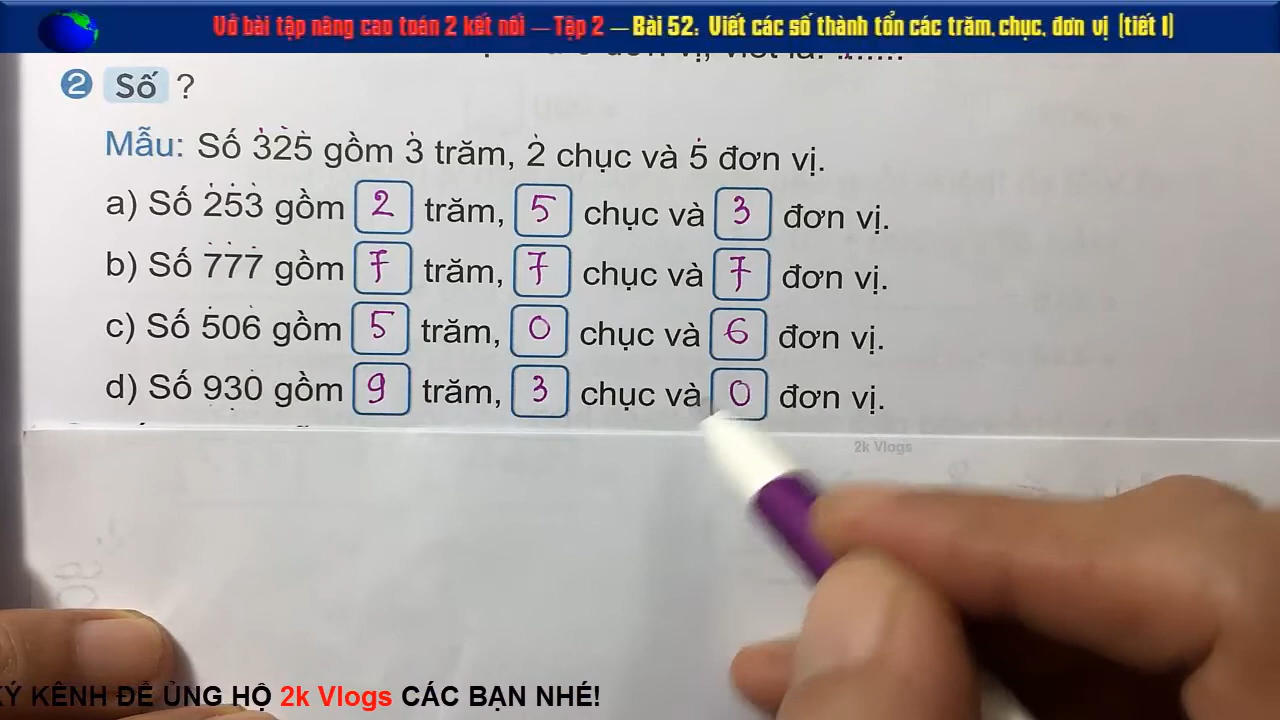 Vở bài tập nâng cao toán 2 kết nối – Tập 2 – Bài 52: Viết các số thành tổng các trăm, chục, đơn vị (tiết 1)
2 Số ?
Mẫu: Số 325 gồm 3 trăm, 2 chục và 5 đơn vị.
a) Số 253 gồm 2 trăm, 5 chục và 3 đơn vị.
b) Số 777 gồm 7 trăm, 7 chục và 7 đơn vị.
c) Số 506 gồm 5 trăm, 0 chục và 6 đơn vị.
d) Số 930 gồm 9 trăm, 3 chục và 0 đơn vị.
2k Vlogs
KÊNH ĐỂ ỦNG HỘ 2k Vlogs CÁC BẠN NHÉ!